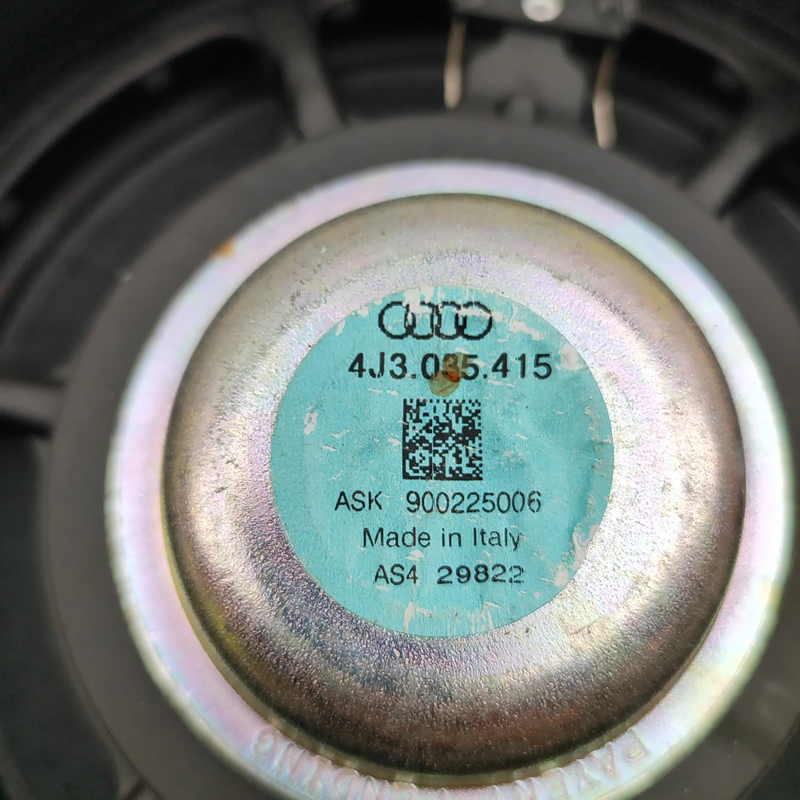 4J3.035.415
ASK 900225006
Made in Italy
AS4 29822